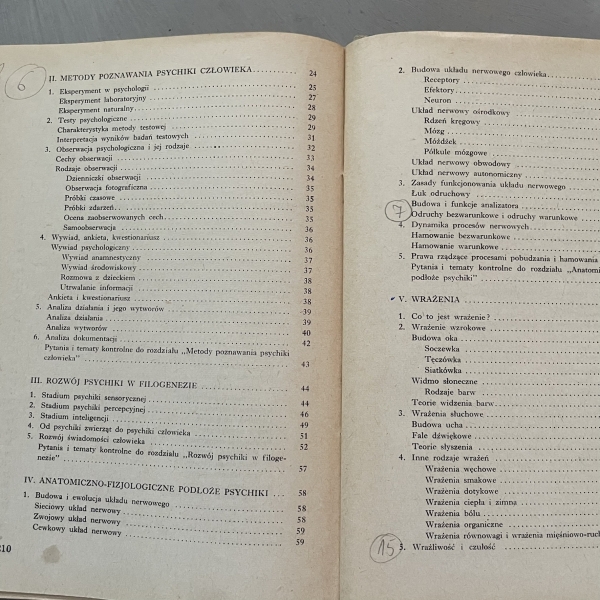 6
II. METODY POZNAWANIA PSYCHIKI CZŁOWIEKA 24
1. Eksperyment w psychologii 25
Eksperyment laboratoryjny 27
Eksperyment naturalny 28
2. Testy psychologiczne 29
Charakterystyka metody testowej 29
Interpretacja wyników badań testowych 31
3. Obserwacja psychologiczna i jej rodzaje 32
Cechy obserwacji 33
Rodzaje obserwacji 34
Dzienniczki obserwacji 34
Obserwacja fotograficzna 35
Próbki czasowe 35
Próbki zdarzeń 35
Ocena zaobserwowanych cech 35
Samoobserwacja 36
4. Wywiad, ankieta, kwestionariusz 36
Wywiad psychologiczny 36
Wywiad anamnestyczny 37
Wywiad środowiskowy 37
Rozmowa z dzieckiem 38
Utrwalanie informacji 38
Ankieta i kwestionariusz 38
5. Analiza działania i jego wytworów 39
Analiza działania 39
Analiza wytworów 40
6. Analiza dokumentacji 42
Pytania i tematy kontrolne do rozdziału „Metody poznawania psychiki
człowieka” 43
III. ROZWÓJ PSYCHIKI W FILOGENEZIE 44
1. Stadium psychiki sensorycznej 44
2. Stadium psychiki percepcyjnej 46
3. Stadium inteligencji 49
4. Od psychiki zwierząt do psychiki człowieka 51
5. Rozwój świadomości człowieka 52
Pytania i tematy kontrolne do rozdziału „Rozwój psychiki w filoge-
nezie” 57
IV. ANATOMICZNO-FIZJOLOGICZNE PODŁOŻE PSYCHIKI 58
1. Budowa i ewolucja układu nerwowego 58
Sieciowy układ nerwowy 58
Zwojowy układ nerwowy 59
Cewkowy układ nerwowy 59
210
2. Budowa układu nerwowego człowieka
Receptory
Efektory
Neuron
Układ nerwowy ośrodkowy
Rdzeń kręgowy
Mózg
Móżdżek
Półkule mózgowe
Układ nerwowy obwodowy
Układ nerwowy autonomiczny
3. Zasady funkcjonowania układu nerwowego
Łuk odruchowy
Budowa i funkcje analizatora
7
Odruchy bezwarunkowe i odruchy warunkowe
4. Dynamika procesów nerwowych
Hamowanie bezwarunkowe
Hamowanie warunkowe
5. Prawa rządzące procesami pobudzania i hamowania
Pytania i tematy kontrolne do rozdziału „Anatomi
podłoże psychiki”
V. WRAŻENIA
1. Co to jest wrażenie?
2. Wrażenie wzrokowe
Budowa oka
Soczewka
Tęczówka
Siatkówka
Widmo słoneczne
Rodzaje barw
Teorie widzenia barw
3. Wrażenia słuchowe
Budowa ucha
Fale dźwiękowe
Teorie słyszenia
4. Inne rodzaje wrażeń
Wrażenia węchowe
Wrażenia smakowe
Wrażenia dotykowe
Wrażenia ciepła i zimna
Wrażenia bólu
Wrażenia organiczne
Wrażenia równowagi i wrażenia mięśniowo-ruch
15
5. Wrażliwość i czułość